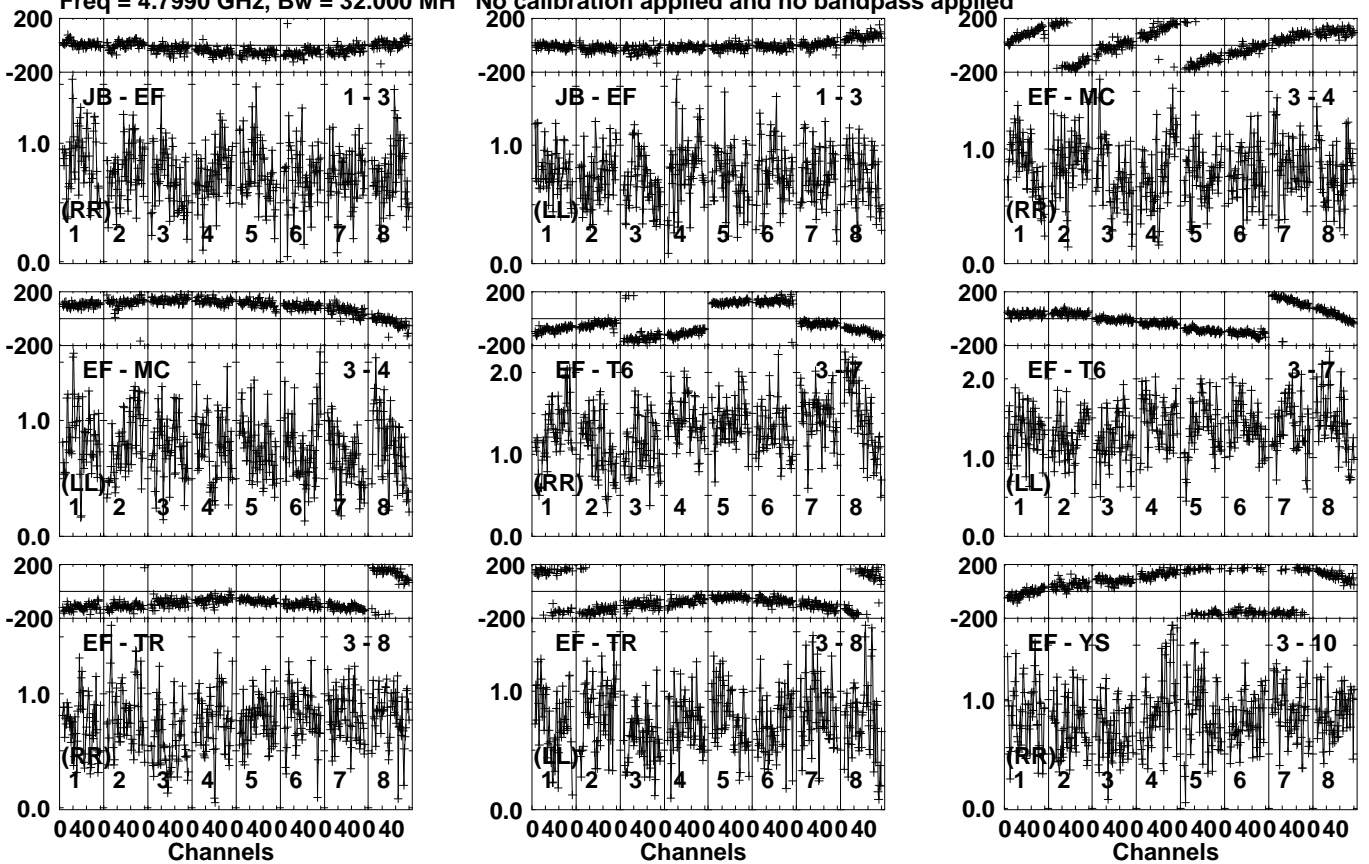 Freq = 4.7990 GHz, Bw = 32.000 MH No calibration applied and no bandpass applied
200
-200
JB - EF 1 - 3
1.0
(RR)
1 2 3 4 5 6 7 8
0.0
200
-200
JB - EF 1 - 3
1.0
(LL)
1 2 3 4 5 6 7 8
0.0
200
-200
EF - MC 3 - 4
1.0
(RR)
1 2 3 4 5 6 7 8
0.0
200
-200
EF - MC 3 - 4
1.0
(LL)
1 2 3 4 5 6 7 8
0.0
200
-200
EF - T6 3 - 7
2.0
1.0
(RR)
1 2 3 4 5 6 7 8
0.0
200
-200
EF - T6 3 - 7
2.0
1.0
(LL)
1 2 3 4 5 6 7 8
0.0
200
-200
EF - TR 3 - 8
1.0
(RR)
1 2 3 4 5 6 7 8
0.0
200
-200
EF - TR 3 - 8
1.0
(LL)
1 2 3 4 5 6 7 8
0.0
200
-200
EF - YS 3 - 10
1.0
(RR)
1 2 3 4 5 6 7 8
0.0
0 40 0 40 0 40 0 40 0 40 0 40 0 40 0 40
Channels
0 40 0 40 0 40 0 40 0 40 0 40 0 40 0 40
Channels
0 40 0 40 0 40 0 40 0 40 0 40 0 40 0 40
Channels